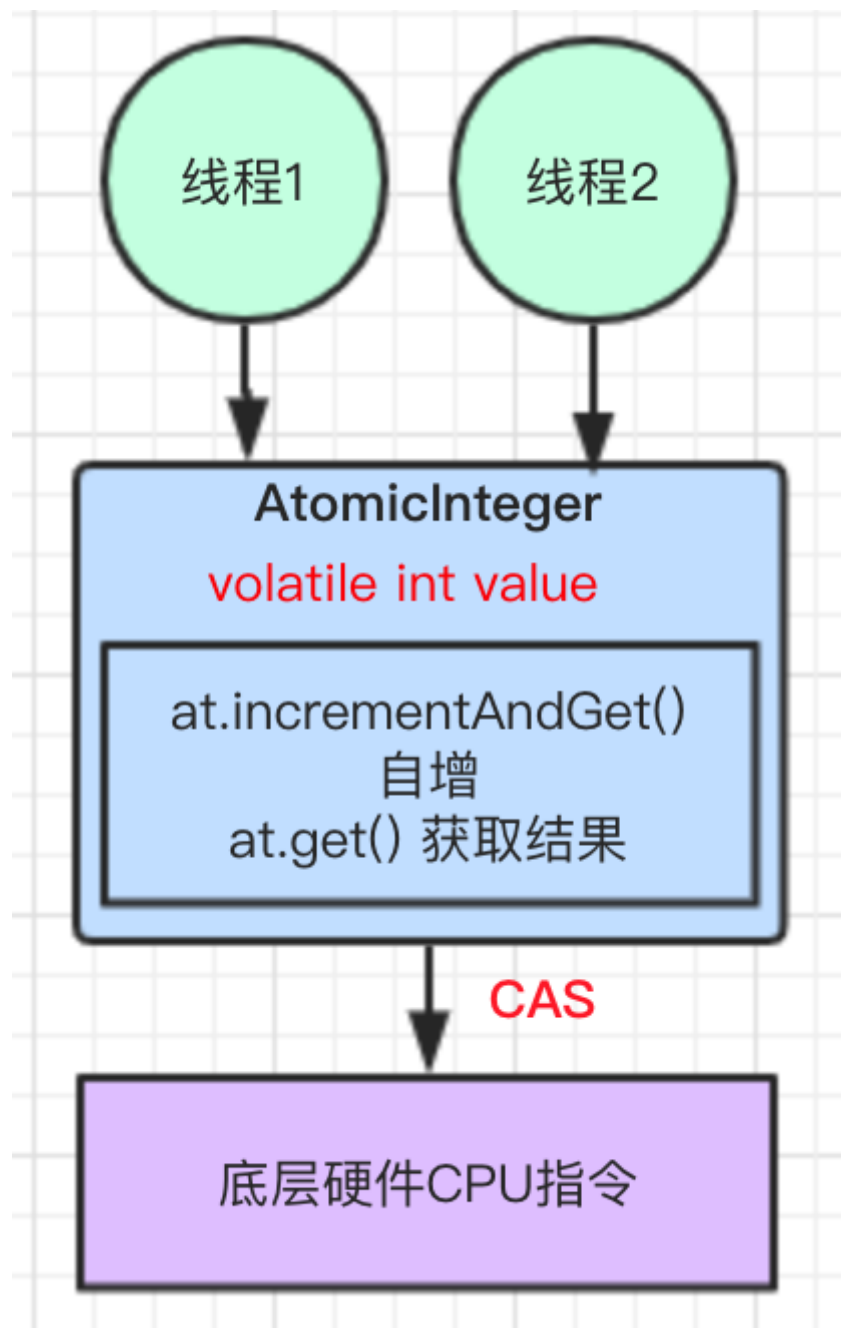 线程1
线程2
AtomicInteger
volatile int value
at.incrementAndGet()
自增
at.get() 获取结果
CAS
底层硬件CPU指令